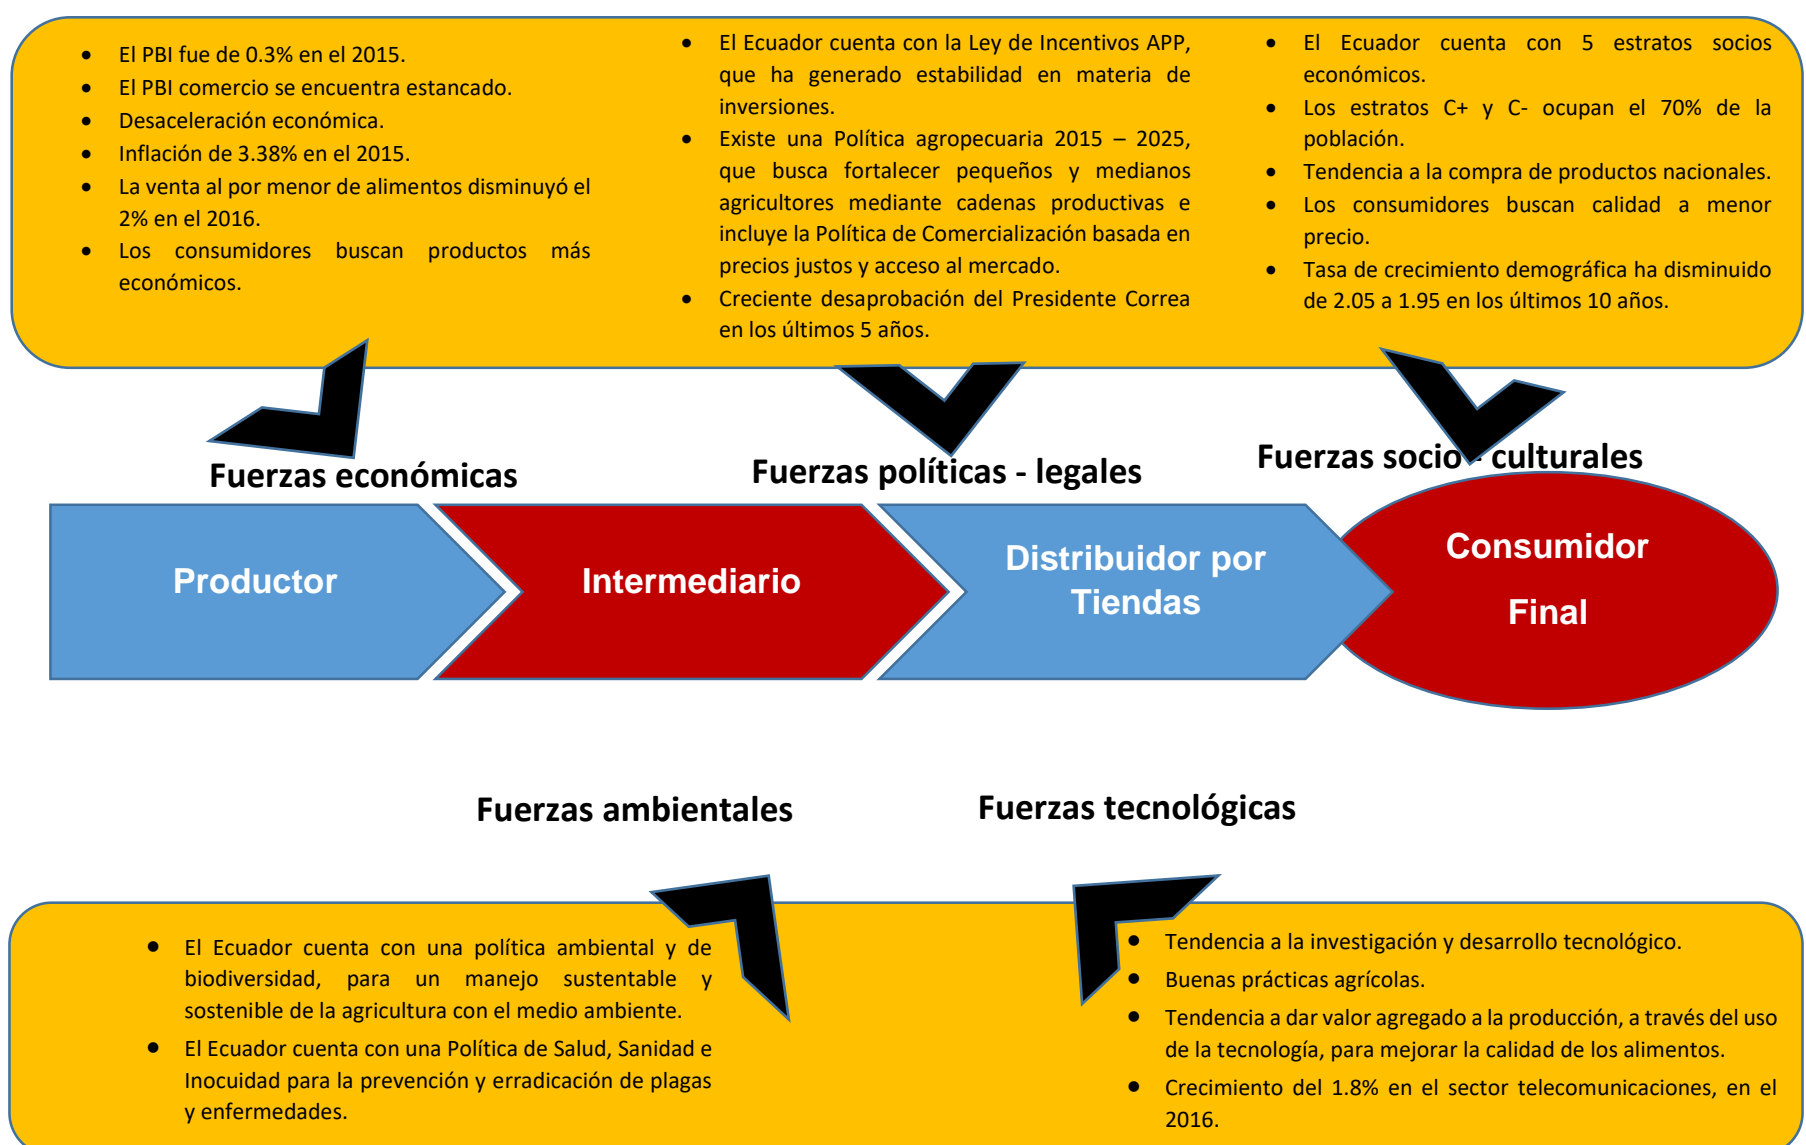 El PBI fue de 0.3% en el 2015.
El PBI comercio se encuentra estancado.
Desaceleración económica.
Inflación de 3.38% en el 2015.
La venta al por menor de alimentos disminuyó el
2% en el 2016.
Los consumidores buscan productos más
económicos.
El Ecuador cuenta con la Ley de Incentivos APP,
que ha generado estabilidad en materia de
inversiones.
Existe una Política agropecuaria 2015 – 2025,
que busca fortalecer pequeños y medianos
agricultores mediante cadenas productivas e
incluye la Política de Comercialización basada en
precios justos y acceso al mercado.
Creciente desaprobación del Presidente Correa
en los últimos 5 años.
El Ecuador cuenta con 5 estratos socios
económicos.
Los estratos C+ y C- ocupan el 70% de la
población.
Tendencia a la compra de productos nacionales.
Los consumidores buscan calidad a menor
precio.
Tasa de crecimiento demográfica ha disminuido
de 2.05 a 1.95 en los últimos 10 años.
Fuerzas económicas
Fuerzas políticas - legales
Fuerzas socio - culturales
Productor
Intermediario
Distribuidor por
Tiendas
Consumidor
Final
Fuerzas ambientales
Fuerzas tecnológicas
El Ecuador cuenta con una política ambiental y de
biodiversidad, para un manejo sustentable y
sostenible de la agricultura con el medio ambiente.
El Ecuador cuenta con una Política de Salud, Sanidad e
Inocuidad para la prevención y erradicación de plagas
y enfermedades.
Tendencia a la investigación y desarrollo tecnológico.
Buenas prácticas agrícolas.
Tendencia a dar valor agregado a la producción, a través del uso
de la tecnología, para mejorar la calidad de los alimentos.
Crecimiento del 1.8% en el sector telecomunicaciones, en el
2016.